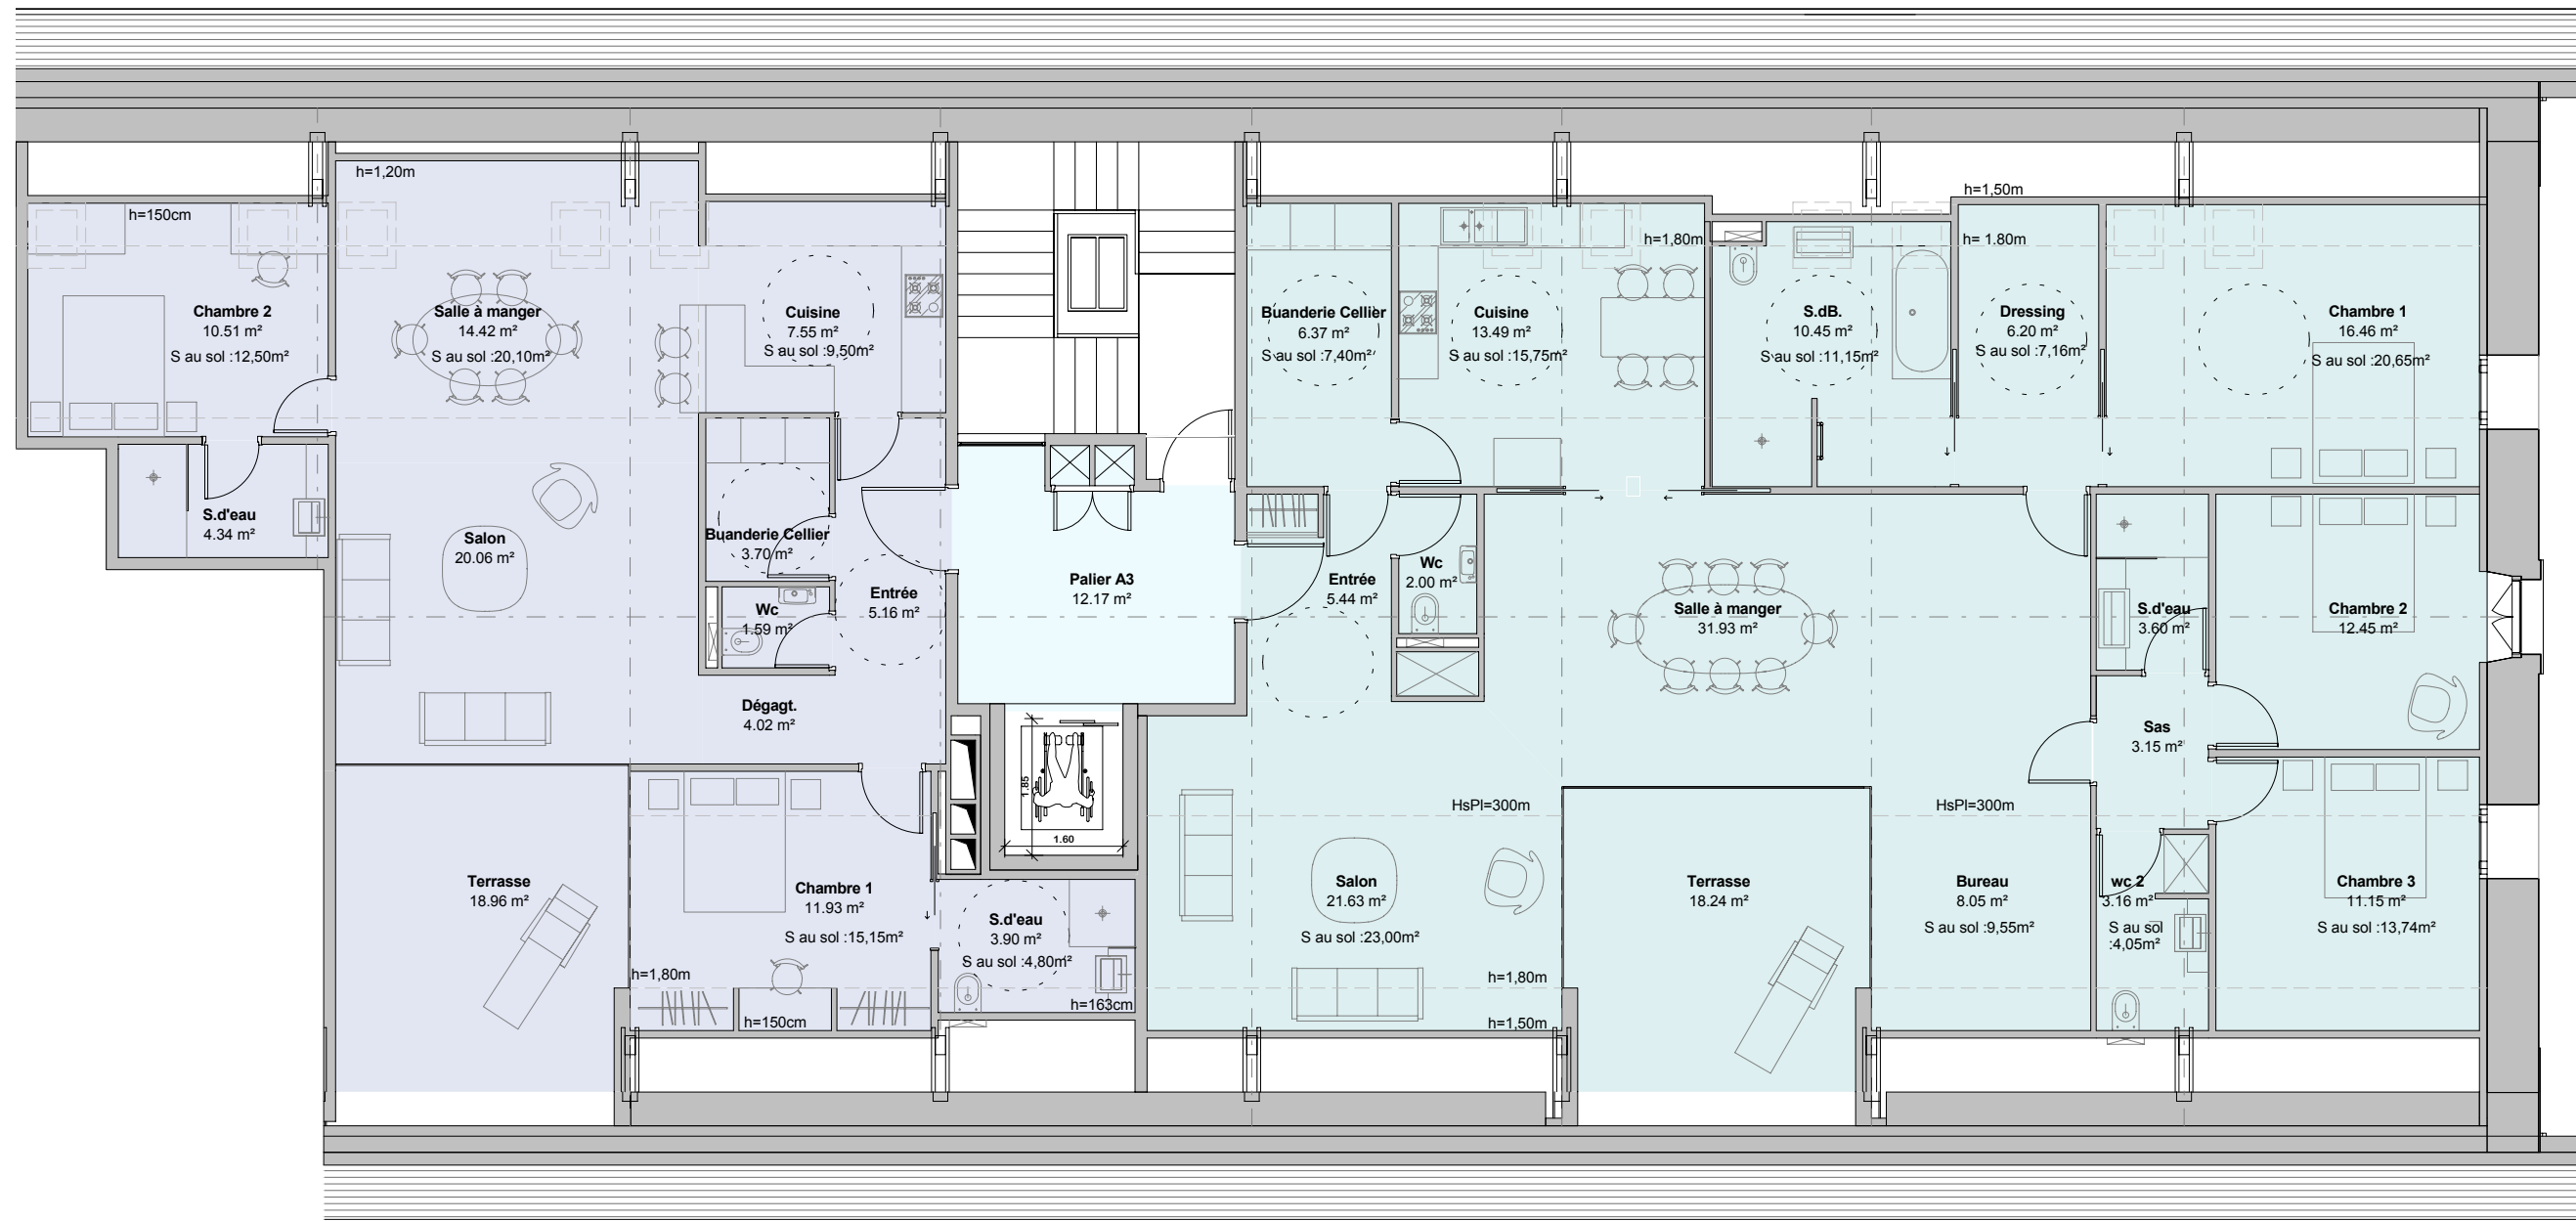 h=1,20m
h=150cm
Chambre 2
10.51 m²
S au sol :12,50m²
Salle à manger
14.42 m²
S au sol :20,10m²
Cuisine
7.55 m²
S au sol :9,50m²
S.d'eau
4.34 m²
Salon
20.06 m²
Buanderie Cellier
3.70 m²
Wc
1.59 m²
Entrée
5.16 m²
Dégagt.
4.02 m²
Terrasse
18.96 m²
Chambre 1
11.93 m²
S au sol :15,15m²
h=1,80m
h=150cm
S.d'eau
3.90 m²
S au sol :4,80m²
h=163cm
Palier A3
12.17 m²
1.85
1.60
Buanderie Cellier
6.37 m²
S au sol :7,40m²
Cuisine
13.49 m²
S au sol :15,75m²
h=1,80m
S.dB.
10.45 m²
S au sol :11,15m²
h=1,50m
h= 1.80m
Dressing
6.20 m²
S au sol :7,16m²
Chambre 1
16.46 m²
S au sol :20,65m²
Entrée
5.44 m²
Wc
2.00 m²
Salle à manger
31.93 m²
S.d'eau
3.60 m²
Chambre 2
12.45 m²
Sas
3.15 m²
HsPl=300m
HsPl=300m
Salon
21.63 m²
S au sol :23,00m²
h=1,80m
h=1,50m
Terrasse
18.24 m²
Bureau
8.05 m²
S au sol :9,55m²
wc 2
3.16 m²
S au sol
:4,05m²
Chambre 3
11.15 m²
S au sol :13,74m²